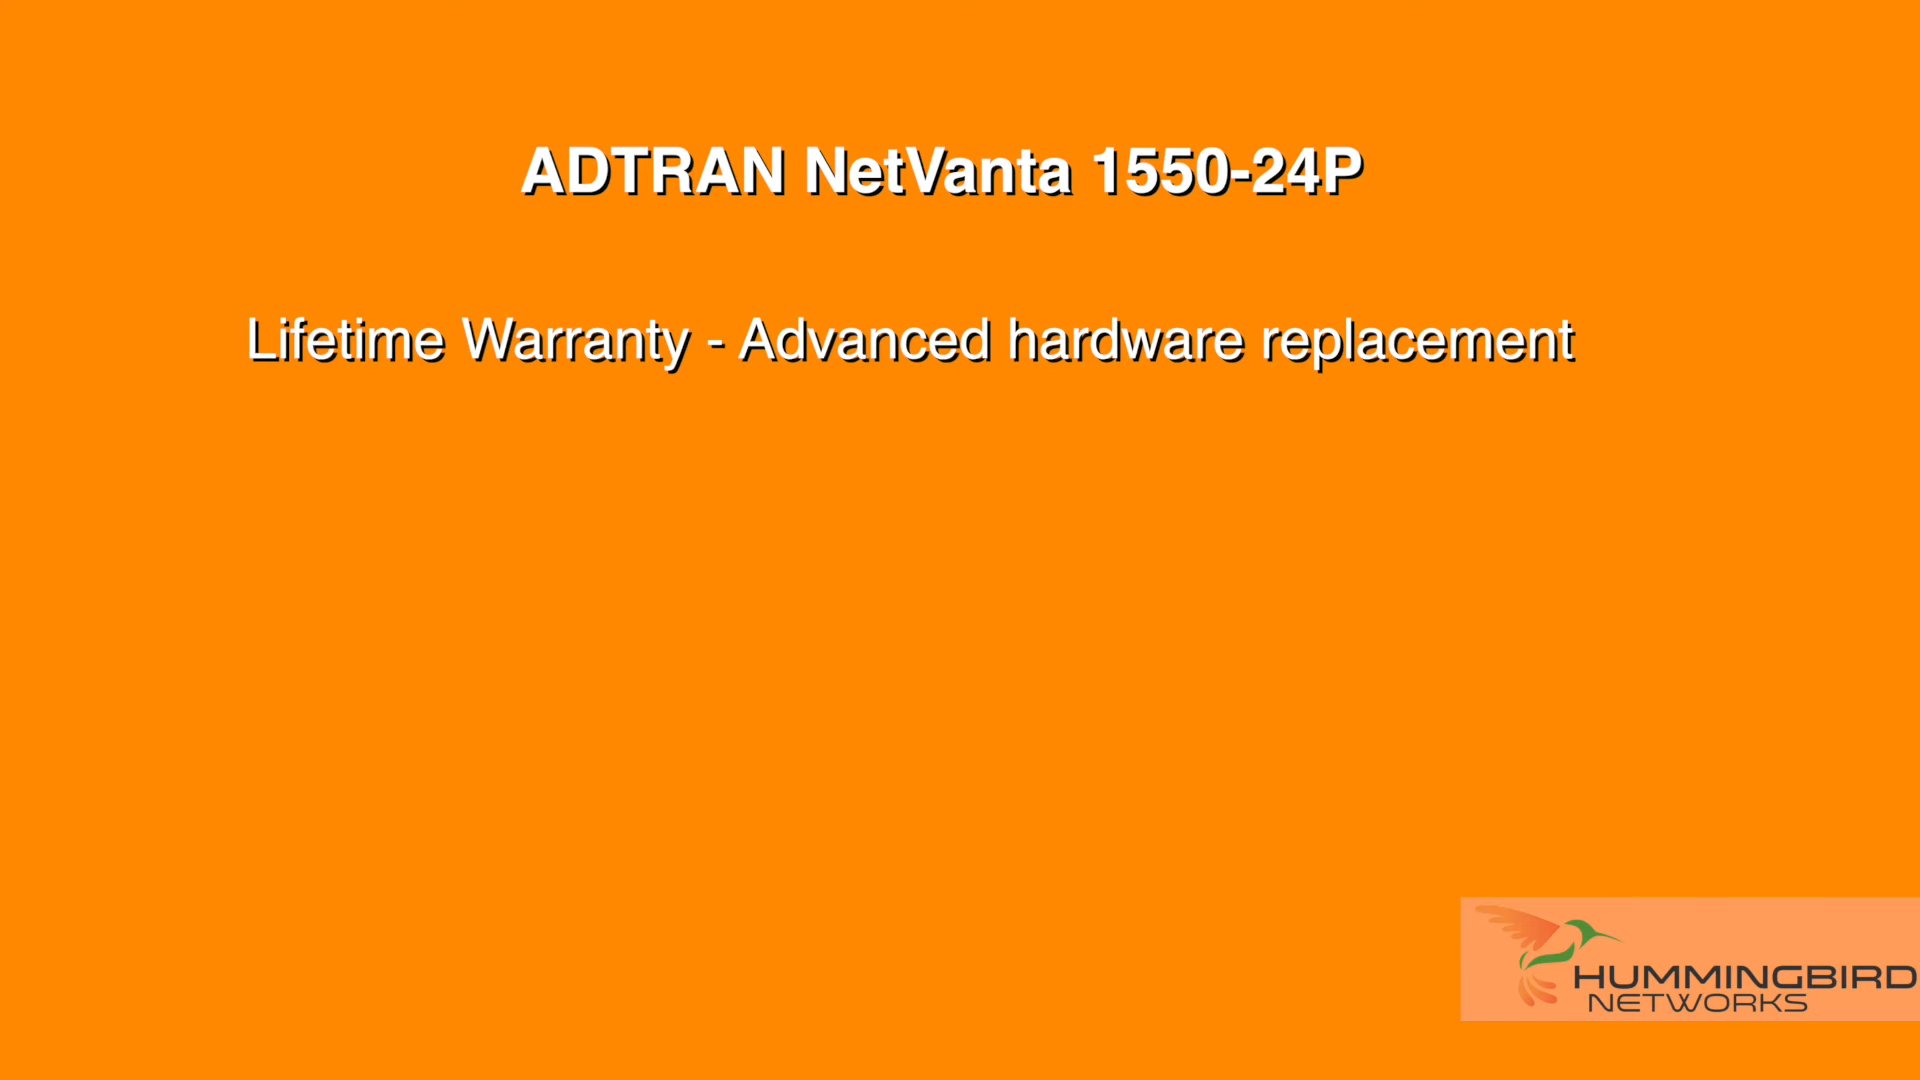 ADTRAN NetVanta 1550-24P
Lifetime Warranty - Advanced hardware replacement
HUMMINGBIRD
NETWORKS